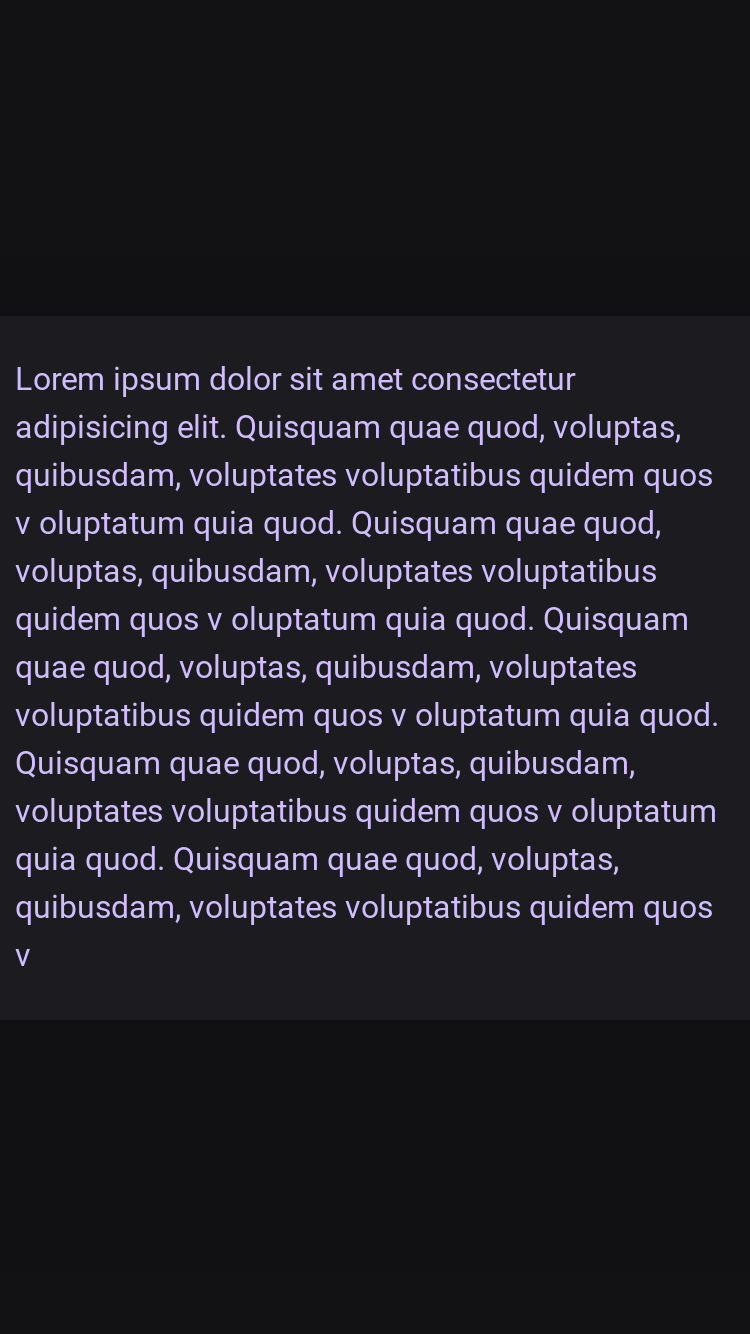 Lorem ipsum dolor sit amet consectetur
adipisicing elit. Quisquam quae quod, voluptas,
quibusdam, voluptates voluptatibus quidem quos
v oluptatum quia quod. Quisquam quae quod,
voluptas, quibusdam, voluptates voluptatibus
quidem quos v oluptatum quia quod. Quisquam
quae quod, voluptas, quibusdam, voluptates
voluptatibus quidem quos v oluptatum quia quod.
Quisquam quae quod, voluptas, quibusdam,
voluptates voluptatibus quidem quos v oluptatum
quia quod. Quisquam quae quod, voluptas,
quibusdam, voluptates voluptatibus quidem quos
v